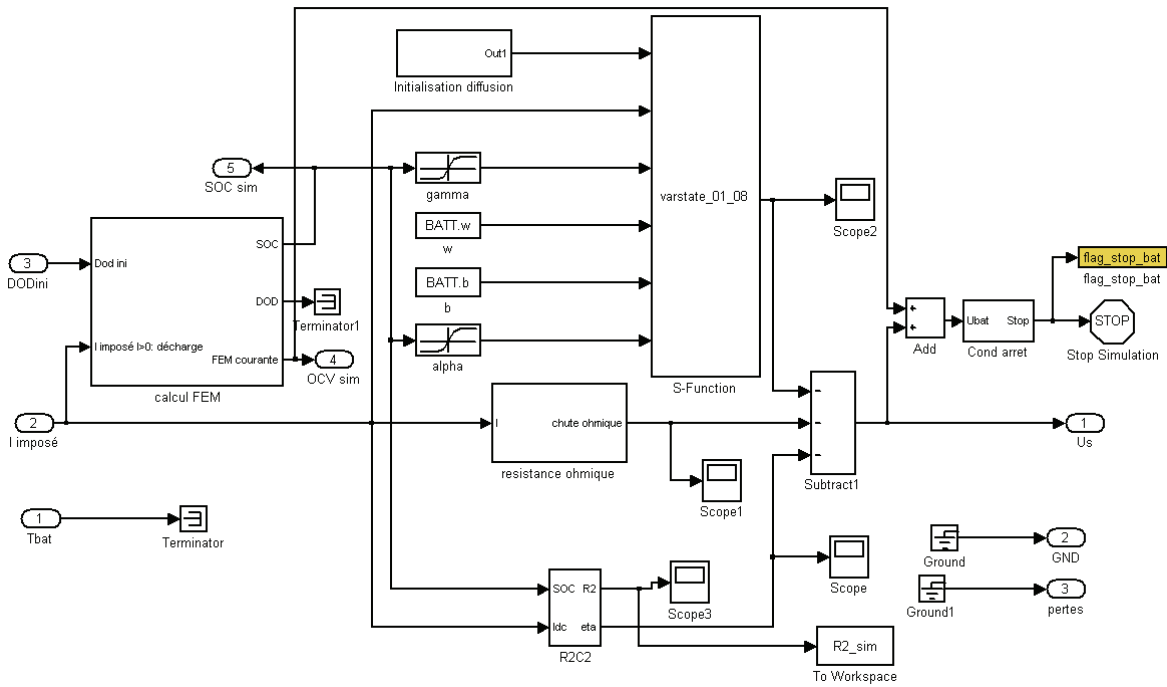 Out1
Initialisation diffusion
5
SOC sim
gamma
varstate_01_08
Scope2
BATT.w
w
SOC
3
Dod ini
DODini
flag_stop_bat
flag_stop_bat
BATT.b
b
DOD
Terminator1
+
+
Add
Ubat
Stop
Cond arret
STOP
Stop Simulation
I imposé I>0: décharge
FEM courante
4
OCV sim
calcul FEM
alpha
S-Function
2
I imposé
I
chute ohmique
resistance ohmique
-
-
-
Subtract1
1
Us
Scope1
1
Tbat
Terminator
Ground
2
GND
Scope
SOC
R2
Idc
eta
R2C2
Scope3
Ground1
3
pertes
R2_sim
To Workspace